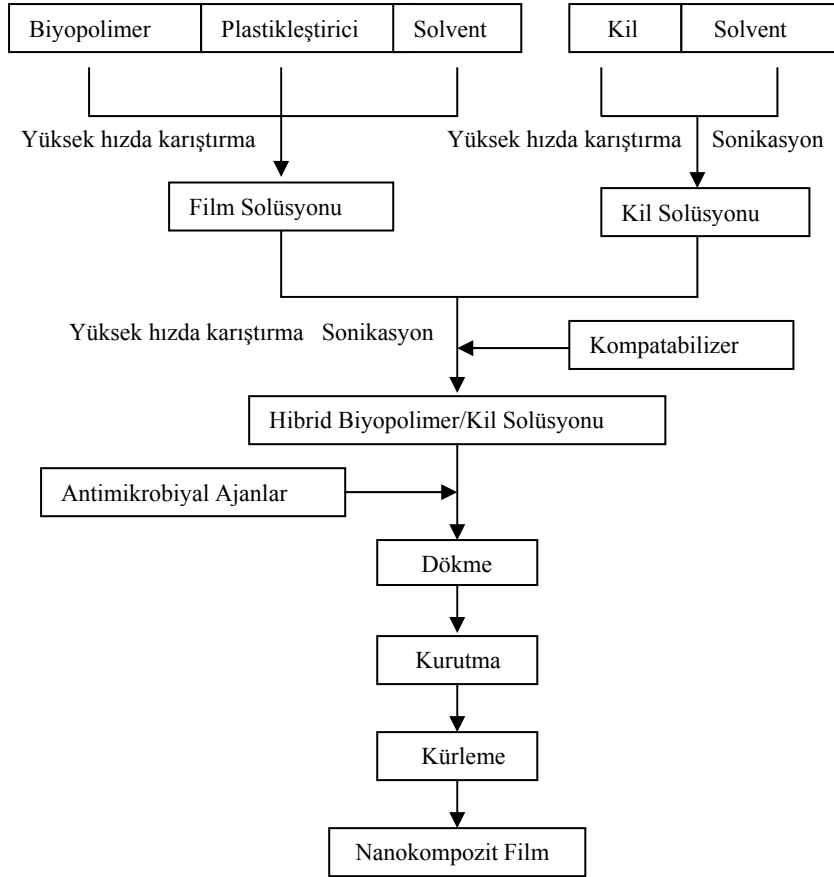 Biyopolimer Plastikleştirici Solvent Kil Solvent
Yüksek hızda karıştırma Yüksek hızda karıştırma Sonikasyon
Film Solüsyonu Kil Solüsyonu
Yüksek hızda karıştırma Sonikasyon
Kompatabilizer
Hibrid Biyopolimer/Kil Solüsyonu
Antimikrobiyal Ajanlar
Dökme
Kurutma
Kürleme
Nanokompozit Film